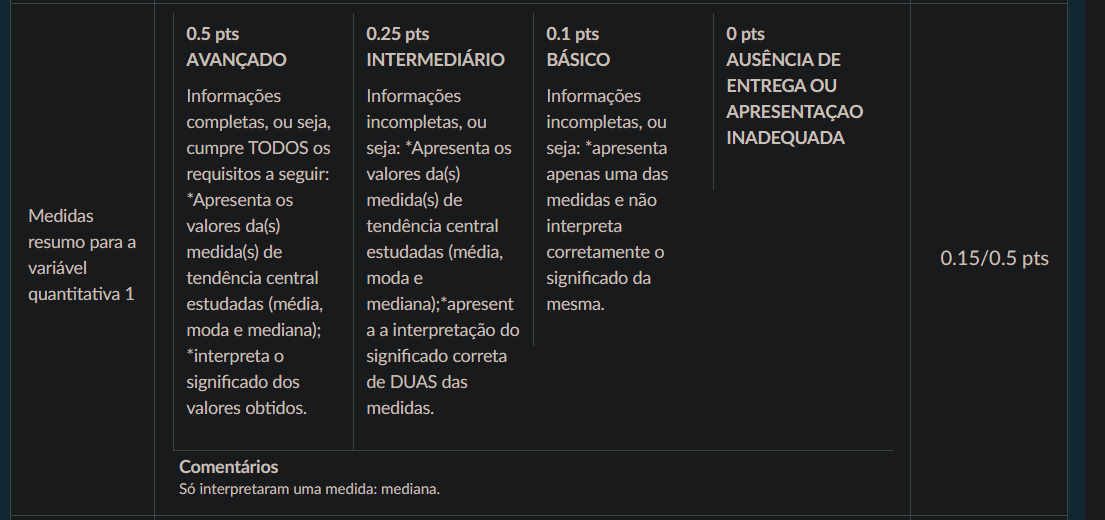 Medidas
resumo para a
variável
quantitativa 1
0.5 pts
AVANÇADO
Informações
completas, ou seja,
cumpre TODOS os
requisitos a seguir:
*Apresenta os
valores da(s)
medida(s) de
tendência central
estudadas (média,
moda e mediana);
*interpreta o
significado dos
valores obtidos.
0.25 pts
INTERMEDIÁRIO
Informações
incompletas, ou
seja: *Apresenta os
valores da(s)
medida(s) de
tendência central
estudadas (média,
moda e
mediana);*apresent
a a interpretação do
significado correta
de DUAS das
medidas.
0.1 pts
BÁSICO
Informações
incompletas, ou
seja: *apresenta
apenas uma das
medidas e não
interpreta
corretamente o
significado da
mesma.
0 pts
AUSÊNCIA DE
ENTREGA OU
APRESENTAÇAO
INADEQUADA
Comentários
Só interpretaram uma medida: mediana.
0.15/0.5 pts